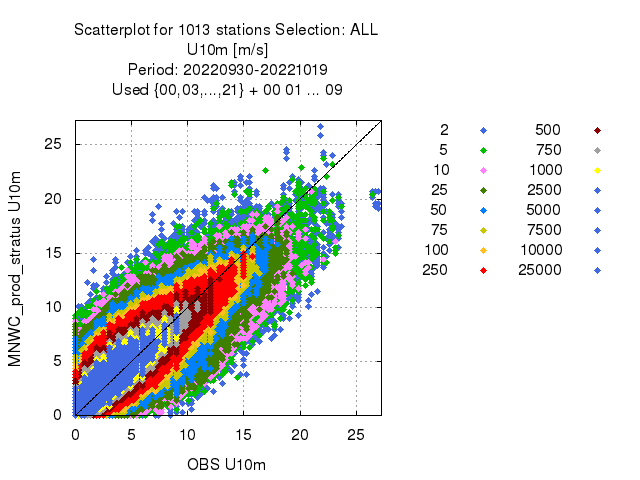 Scatterplot for 1013 stations Selection: ALL
U10m [m/s]
Period: 20220930-20221019
Used {00,03,...,21} + 00 01 ... 09
MNWC_prod_stratus U10m
25
20
15
10
5
0
0 5 10 15 20 25
OBS U10m
2 500
5 750
10 1000
25 2500
50 5000
75 7500
100 10000
250 25000